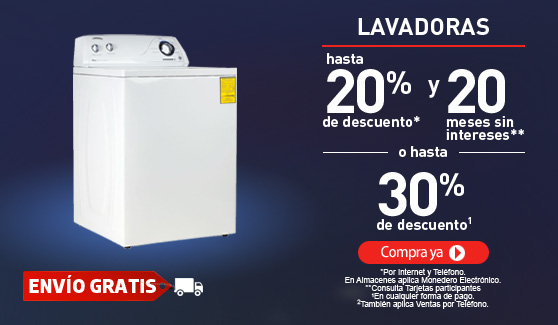 LAVADORAS
hasta
20% y 20
de descuento* meses sin
intereses**
o hasta
30%
de descuento¹
Compra ya
ENVÍO GRATIS
*Por Internet y Teléfono.
En Almacenes aplica Monedero Electrónico.
**Consulta Tarjetas participantes
¹En cualquier forma de pago.
²También aplica Ventas por Teléfono.